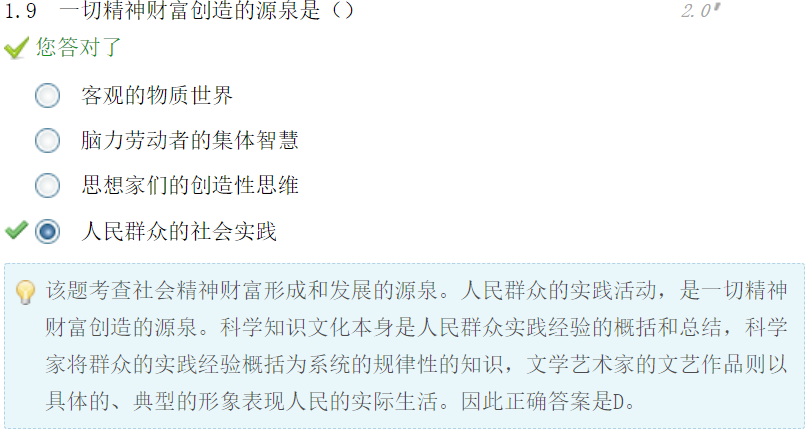 1.9 一切精神财富创造的源泉是（） 2.0'
您答对了
客观的物质世界
脑力劳动者的集体智慧
思想家们的创造性思维
人民群众的社会实践
该题考查社会精神财富形成和发展的源泉。人民群众的实践活动，是一切精神
财富创造的源泉。科学知识文化本身是人民群众实践经验的概括和总结，科学
家将群众的实践经验概括为系统的规律性的知识，文学艺术家的文艺作品则以
具体的、典型的形象表现人民的实际生活。因此正确答案是D。